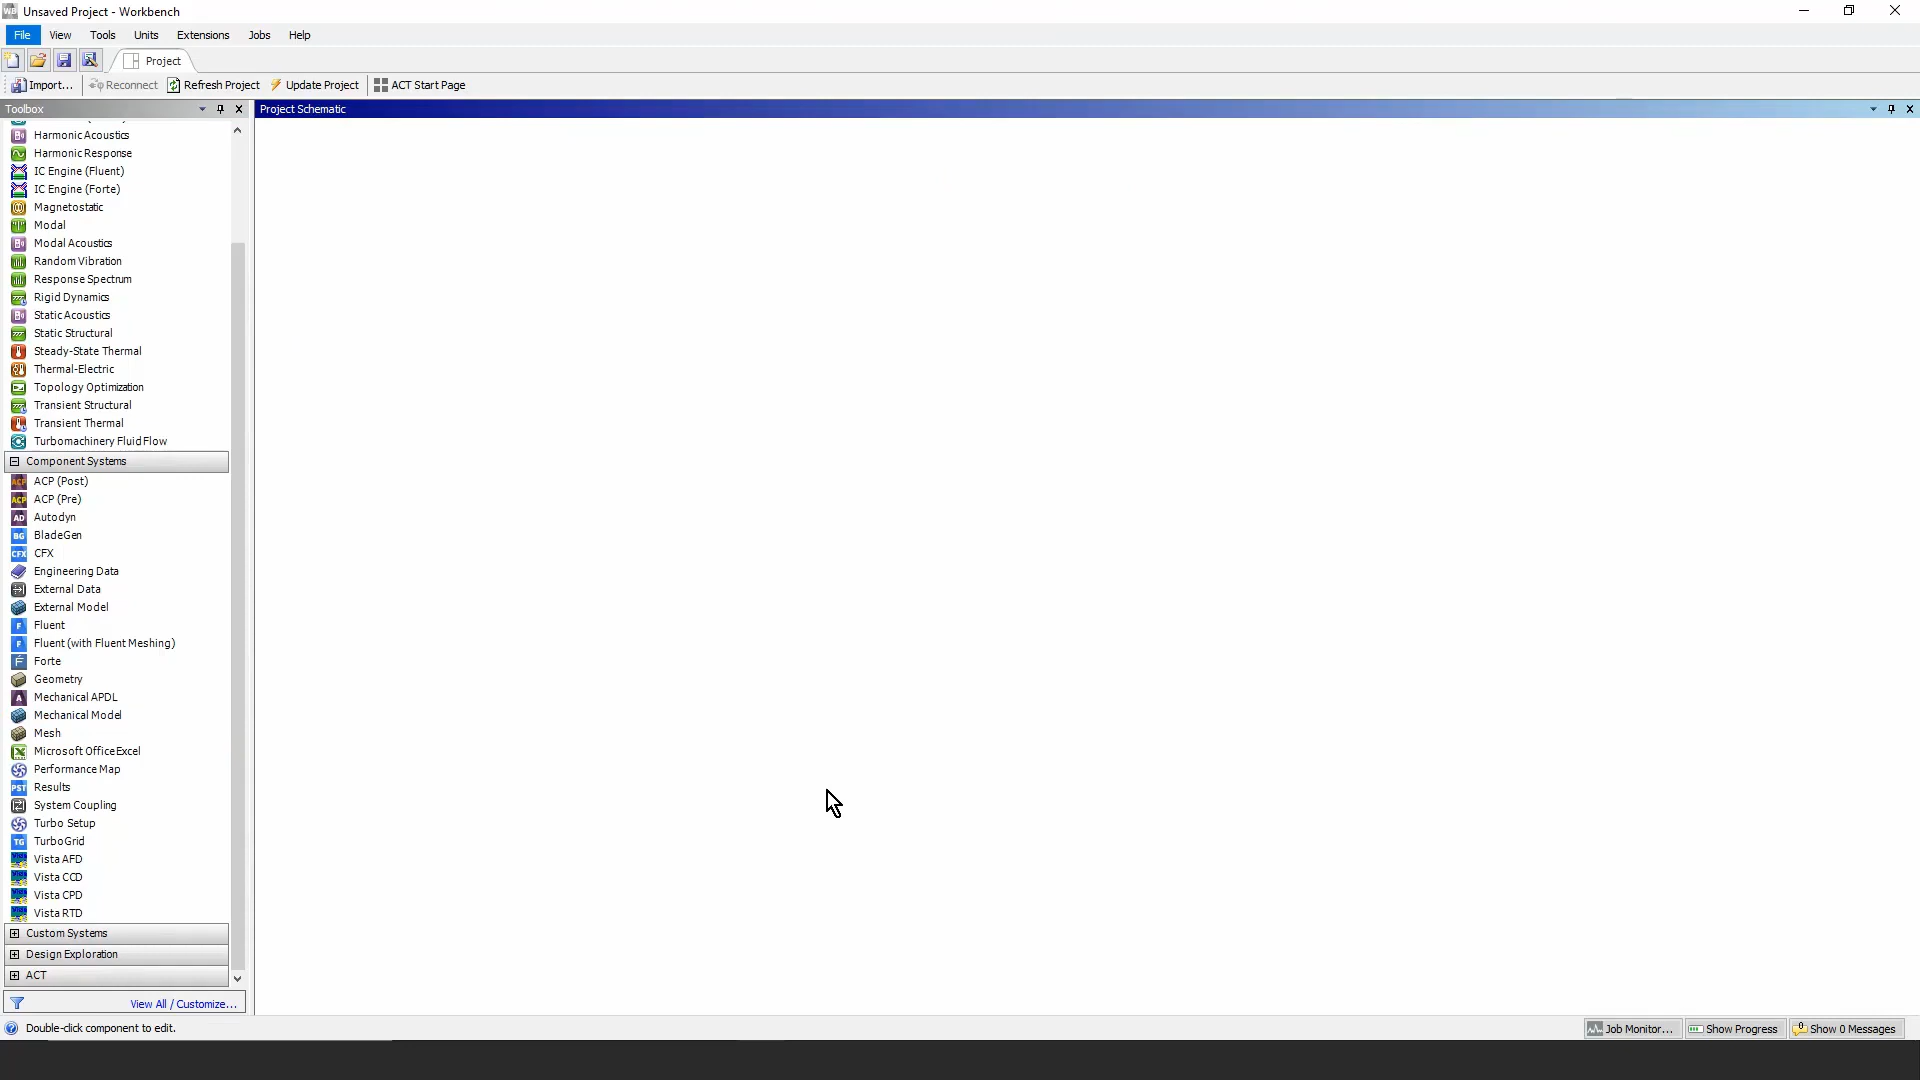 Unsaved Project - Workbench
File View Tools Units Extensions Jobs Help
Project
Import... Reconnect Refresh Project Update Project ACT Start Page
Toolbox
Project Schematic
Harmonic Acoustics
Harmonic Response
IC Engine (Fluent)
IC Engine (Forte)
Magnetostatic
Modal
Modal Acoustics
Random Vibration
Response Spectrum
Rigid Dynamics
Static Acoustics
Static Structural
Steady-State Thermal
Thermal-Electric
Topology Optimization
Transient Structural
Transient Thermal
Turbomachinery Fluid Flow
Component Systems
ACP (Post)
ACP (Pre)
Autodyn
BladeGen
CFX
Engineering Data
External Data
External Model
Fluent
Fluent (with Fluent Meshing)
Forte
Geometry
Mechanical APDL
Mechanical Model
Mesh
Microsoft Office Excel
Performance Map
Results
System Coupling
Turbo Setup
TurboGrid
Vista AFD
Vista CCD
Vista CPD
Vista RTD
Custom Systems
Design Exploration
ACT
View All / Customize...
Double-click component to edit.
Job Monitor... Show Progress Show 0 Messages